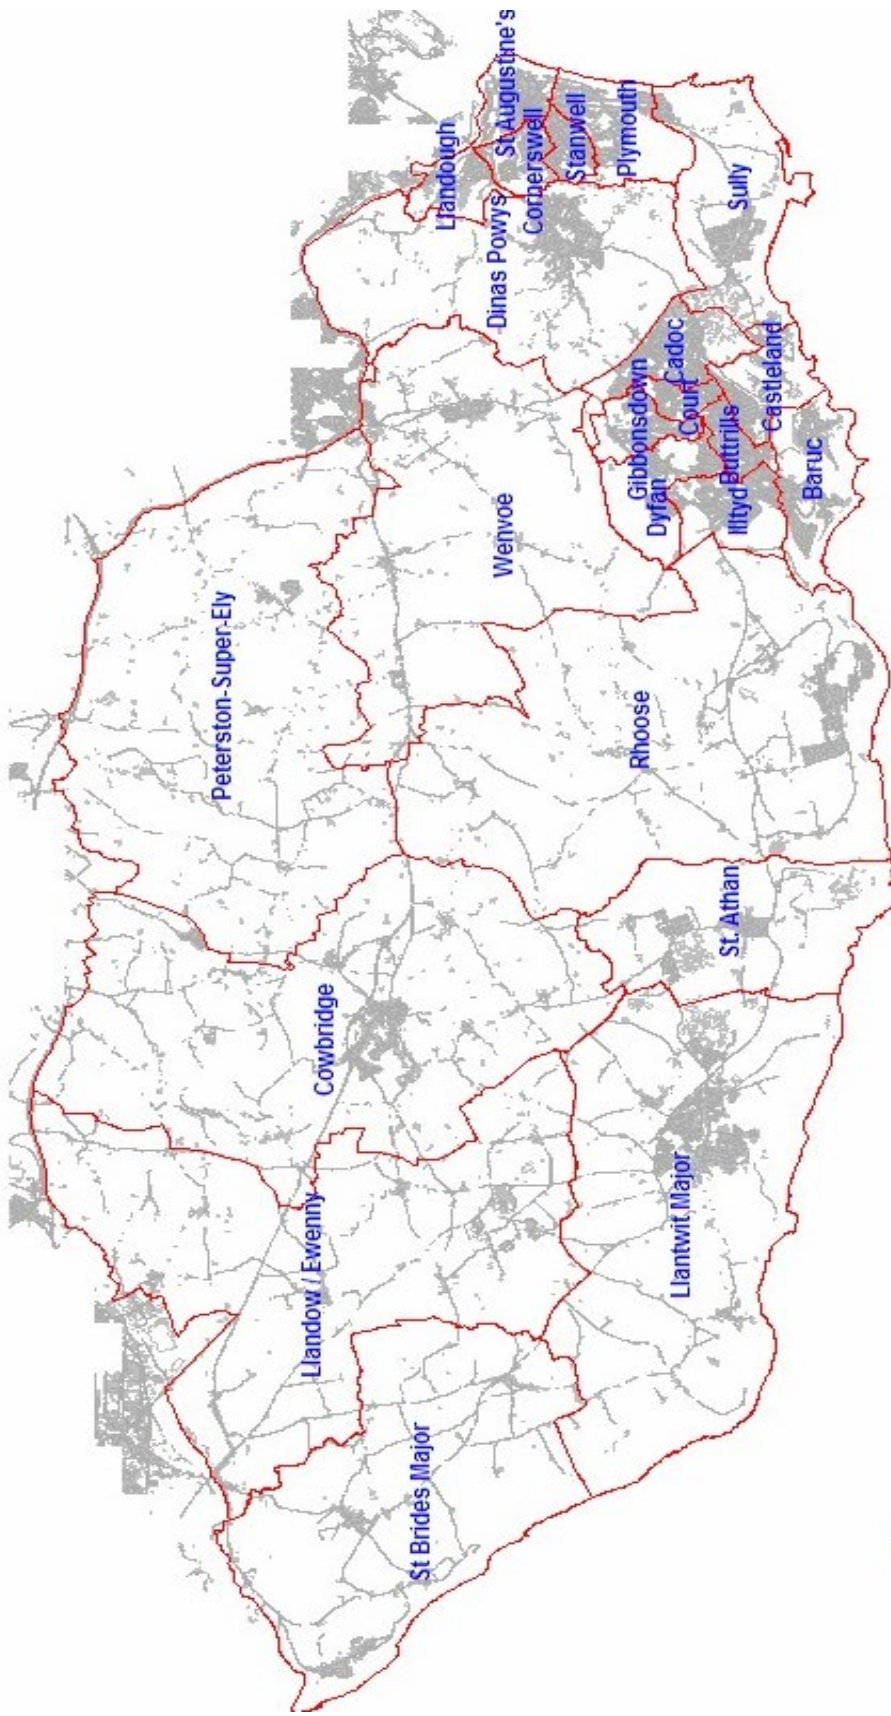 St Augustine's
Llandough
Cornerswell
Stanwell
Plymouth
Dinas Powys
Sully
Peterston-Super-Ely
Wenvoe
Gibbonsdown
Cadoc
Court
Dyfan
Buttrills
Illtyd
Castleland
Baruc
Rhoose
Cowbridge
St. Athan
Llandow / Ewenny
Llantwit Major
St Brides Major